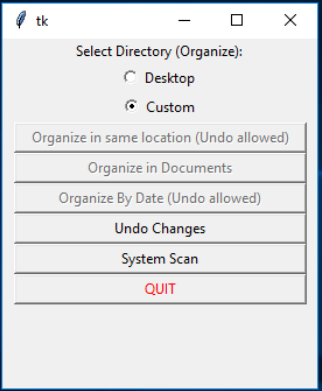 tk
Select Directory (Organize):
Desktop
Custom
Organize in same location (Undo allowed)
Organize in Documents
Organize By Date (Undo allowed)
Undo Changes
System Scan
QUIT